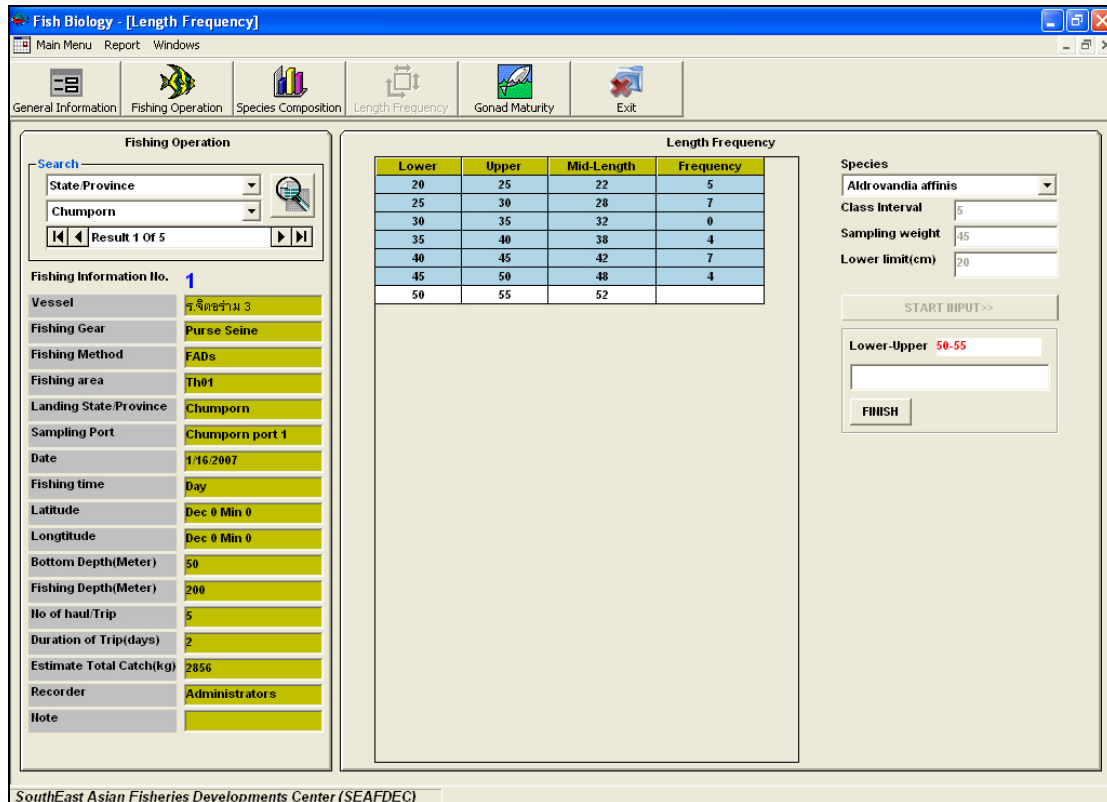 Fish Biology - [Length Frequency]
Main Menu Report Windows
General Information Fishing Operation Species Composition Length Frequency Gonad Maturity Exit
Fishing Operation
Search
State/Province
Chumporn
Result 1 Of 5
Fishing Information No. 1
Vessel ร.จิตอร่าม 3
Fishing Gear Purse Seine
Fishing Method FADs
Fishing area Th01
Landing State/Province Chumporn
Sampling Port Chumporn port 1
Date 1/16/2007
Fishing time Day
Latitude Dec 0 Min 0
Longtitude Dec 0 Min 0
Bottom Depth(Meter) 50
Fishing Depth(Meter) 200
No of haul/Trip 5
Duration of Trip(days) 2
Estimate Total Catch(kg) 2856
Recorder Administrators
Note
Length Frequency
Lower Upper Mid-Length Frequency
20 25 22 5
25 30 28 7
30 35 32 0
35 40 38 4
40 45 42 7
45 50 48 4
50 55 52
Species
Aldrovandia affinis
Class Interval 5
Sampling weight 45
Lower limit(cm) 20
START INPUT>>
Lower-Upper 50-55
FINISH
SouthEast Asian Fisheries Developments Center (SEAFDEC)